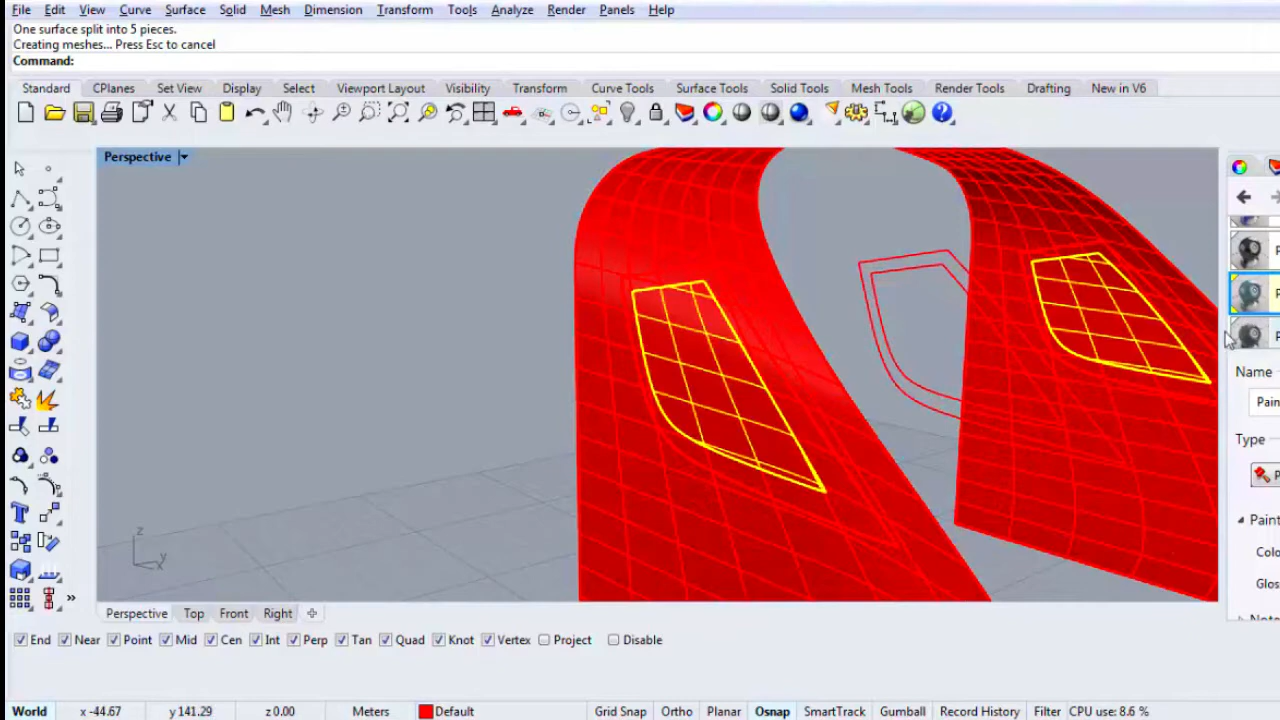 File Edit View Curve Surface Solid Mesh Dimension Transform Tools Analyze Render Panels Help
One surface split into 5 pieces.
Creating meshes... Press Esc to cancel
Command:
Standard CPlanes Set View Display Select Viewport Layout Visibility Transform Curve Tools Surface Tools Solid Tools Mesh Tools Render Tools Drafting New in V6
Perspective
P
P
P
Name
Pain
Type
P
Paint
Colo
Glos
z
y
x
Perspective Top Front Right
End Near Point Mid Cen Int Perp Tan Quad Knot Vertex Project Disable
World x -44.67 y 141.29 z 0.00 Meters Default Grid Snap Ortho Planar Osnap SmartTrack Gumball Record History Filter CPU use: 8.6 %